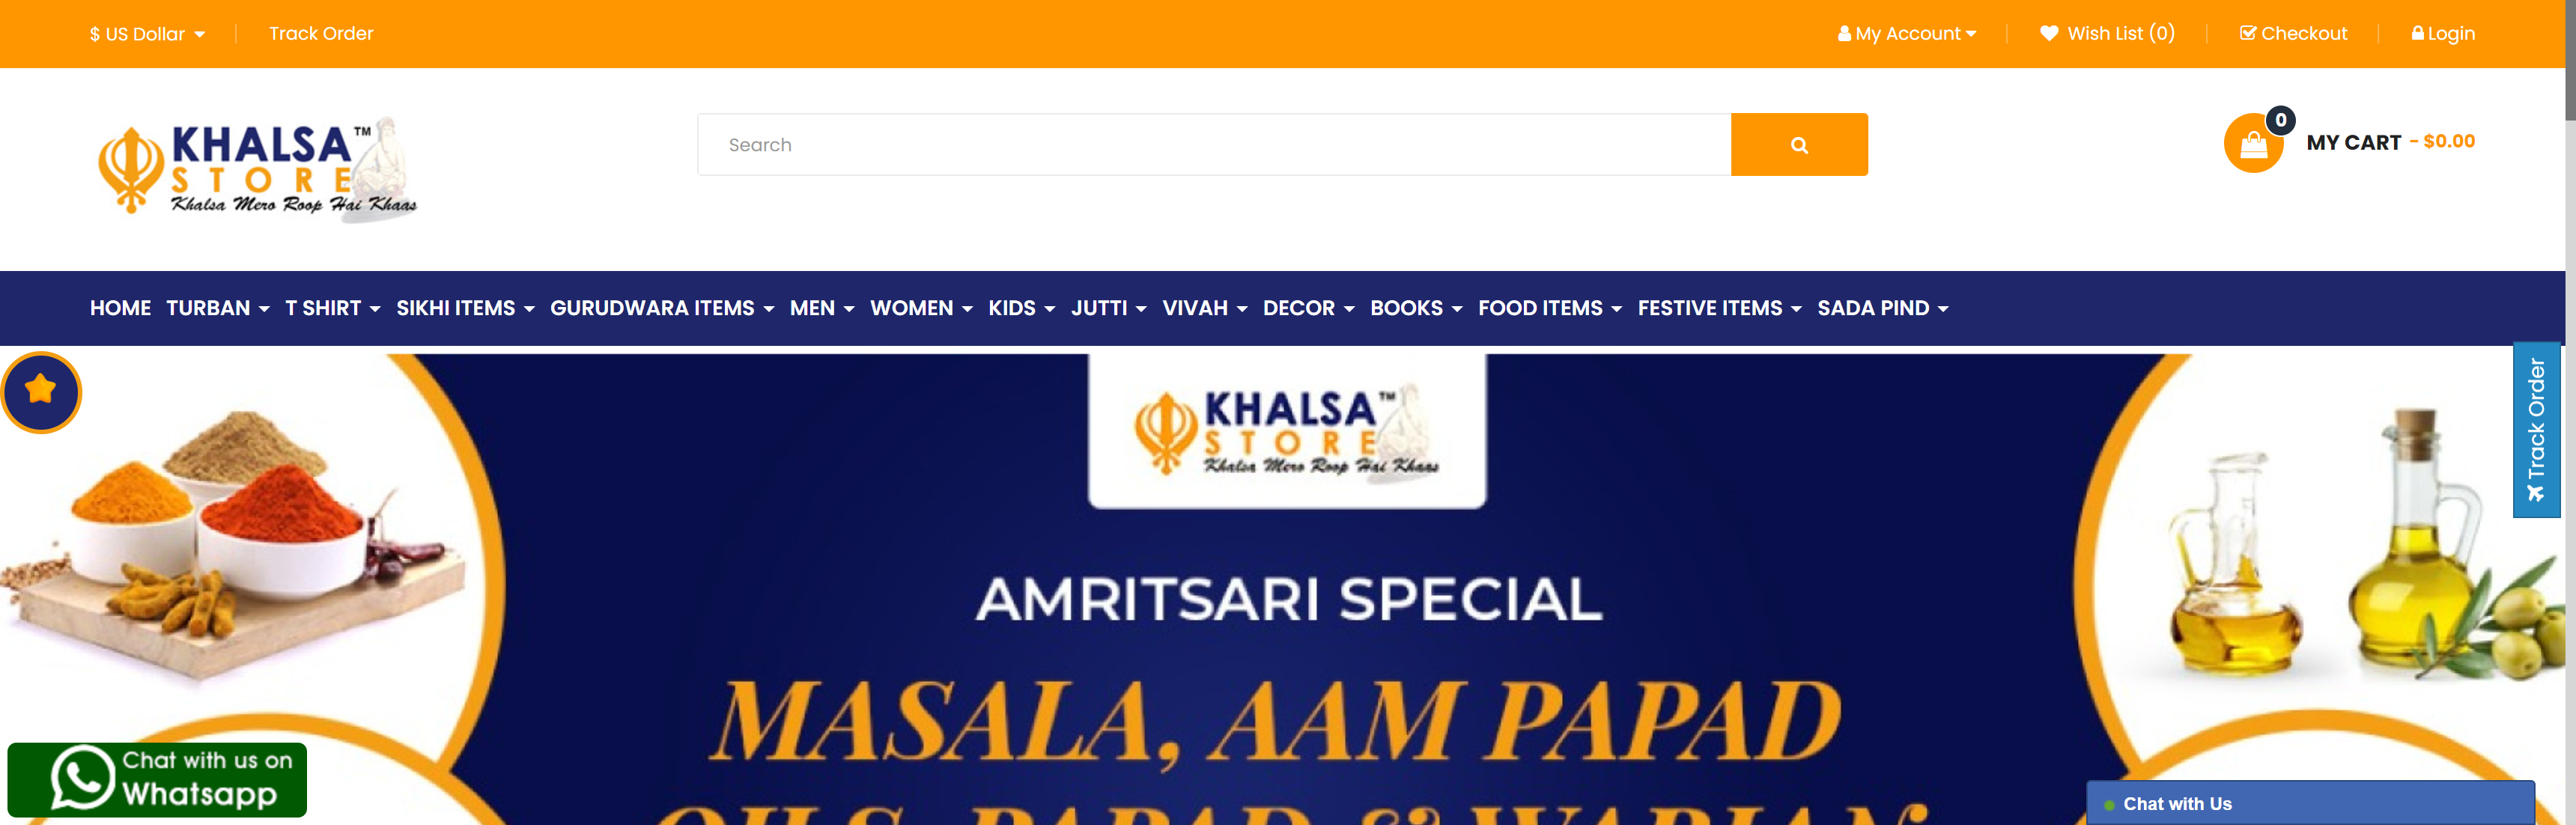 $ US Dollar
Track Order
My Account
Wish List (0)
Checkout
Login
KHALSA™
STORE
Khalsa Mero Roop Hai Khaas
Search
0
MY CART - $0.00
HOME TURBAN T SHIRT SIKHI ITEMS GURUDWARA ITEMS MEN WOMEN KIDS JUTTI VIVAH DECOR BOOKS FOOD ITEMS FESTIVE ITEMS SADA PIND
KHALSA™
STORE
Khalsa Mero Roop Hai Khaas
Track Order
AMRITSARI SPECIAL
MASALA, AAM PAPAD
OILS, PAPAD & WARIAN
Chat with us on
Whatsapp
Chat with Us